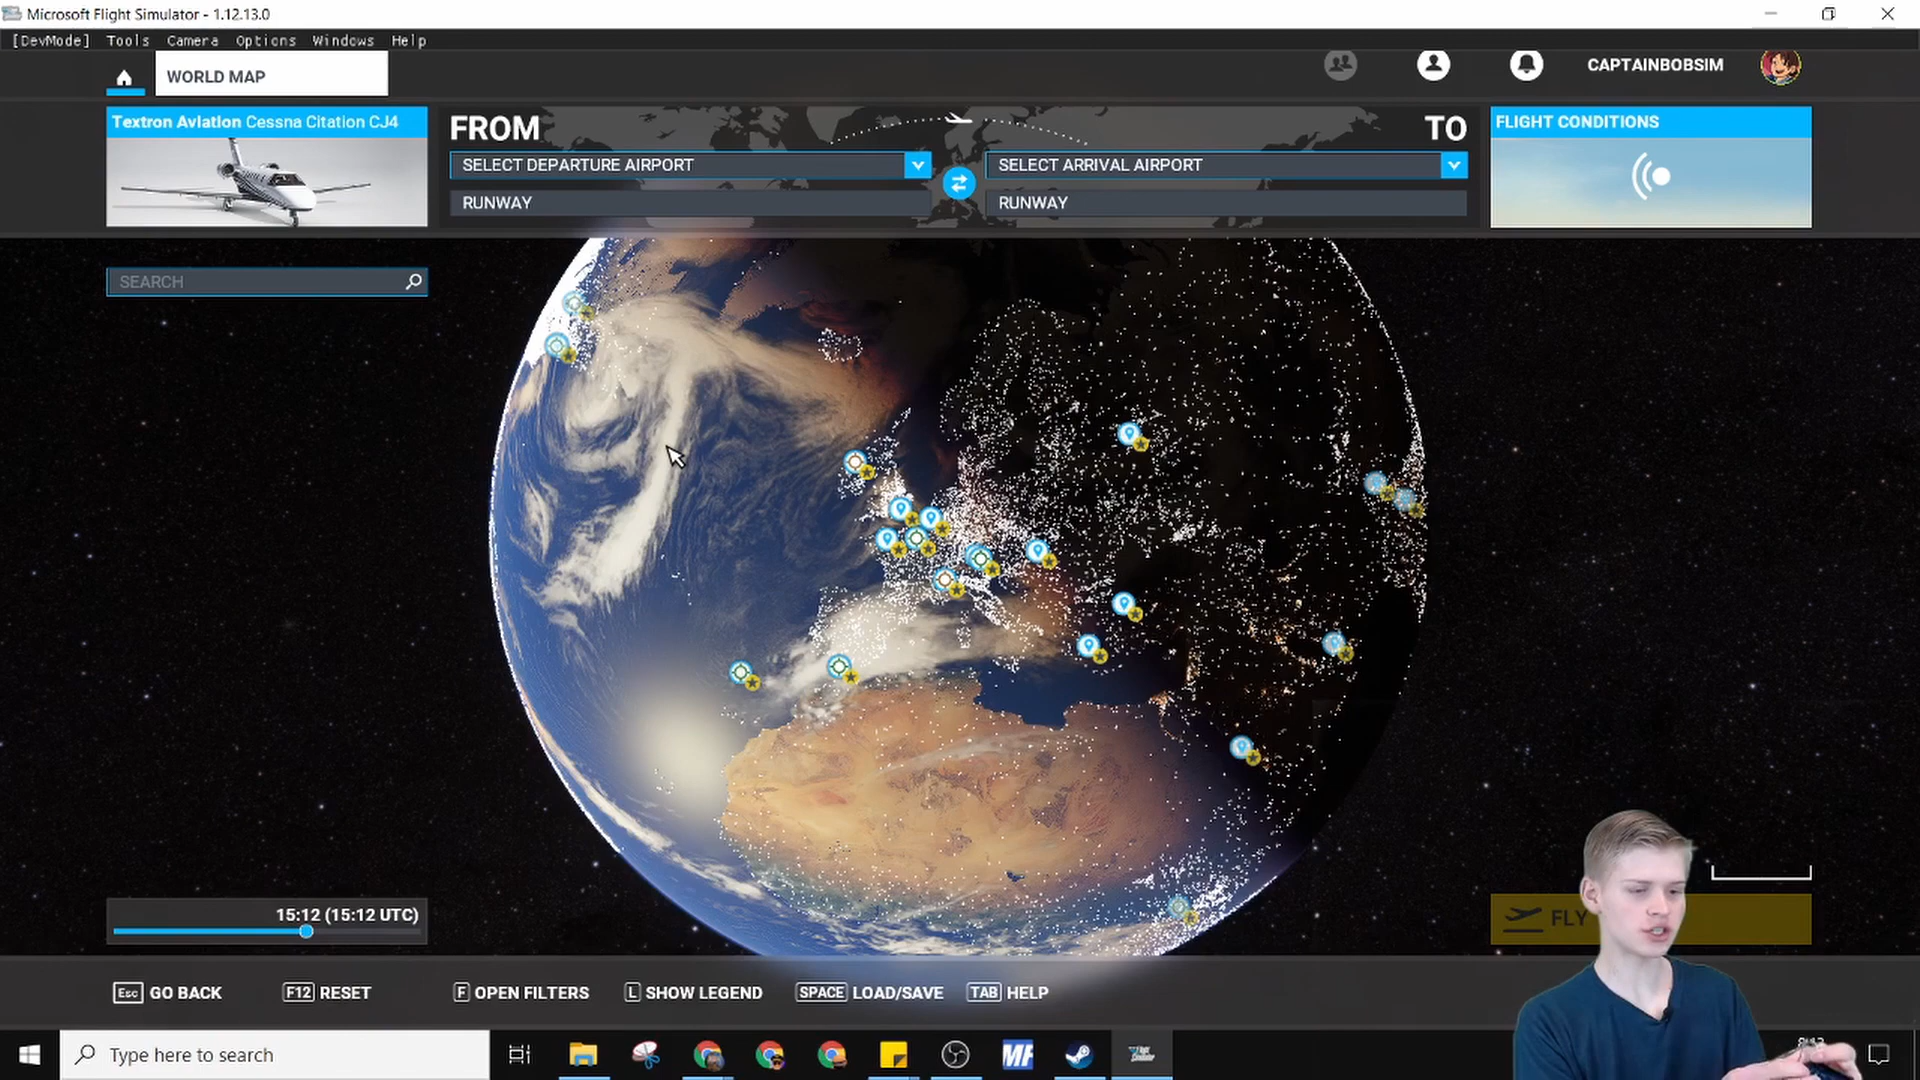 Microsoft Flight Simulator - 1.12.13.0
[DevMode] Tools Camera Options Windows Help
WORLD MAP
CAPTAINBOBSIM
Textron Aviation Cessna Citation CJ4
FROM
TO
FLIGHT CONDITIONS
SELECT DEPARTURE AIRPORT
SELECT ARRIVAL AIRPORT
RUNWAY
RUNWAY
SEARCH
15:12 (15:12 UTC)
FLY
Esc GO BACK
F12 RESET
F OPEN FILTERS
L SHOW LEGEND
SPACE LOAD/SAVE
TAB HELP
Type here to search
MF